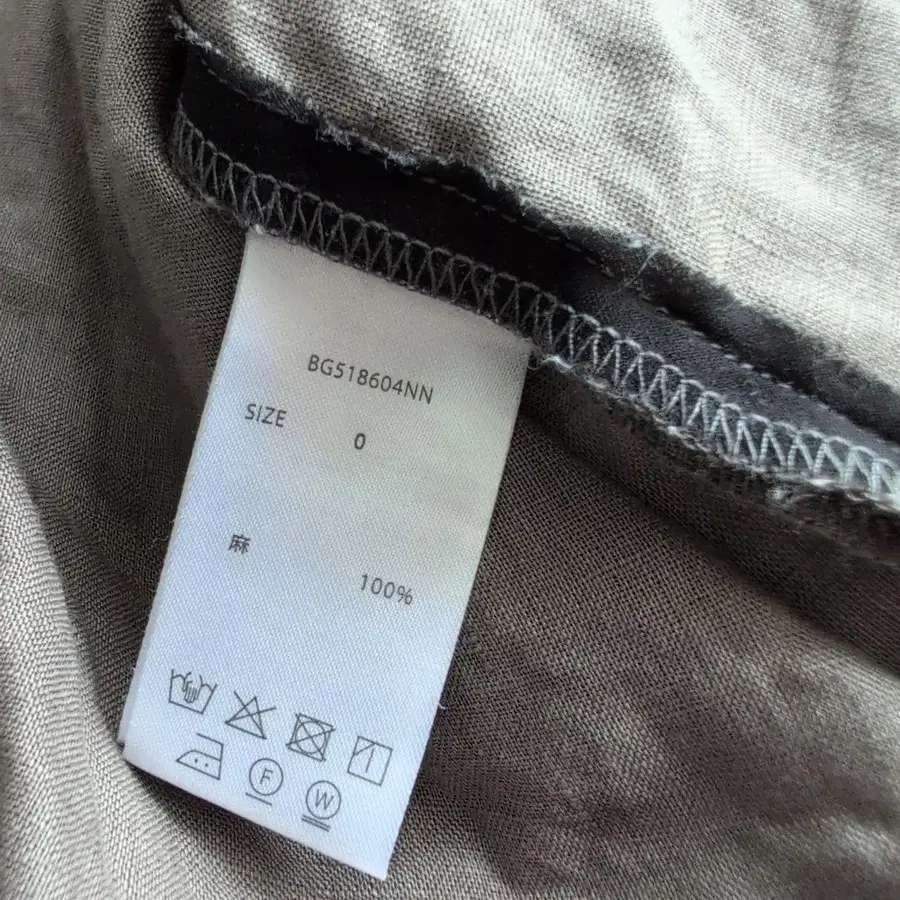 BG518604NN
SIZE 0
麻
100%
F
W